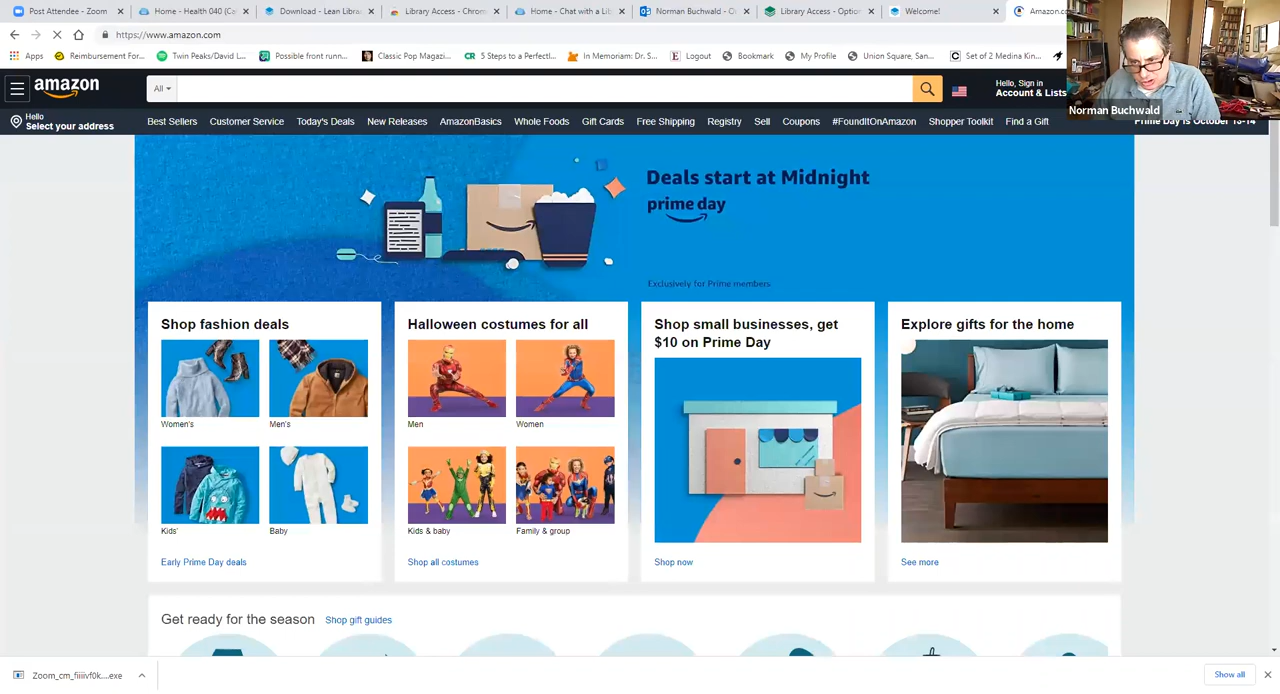 Post Attendee - Zoom
Home - Health 040 (Ca
Download - Lean Libra
Library Access - Chrom
Home - Chat with a Lib
Norman Buchwald - O
Library Access - Option
Welcome!
Amazon.co
https://www.amazon.com
Apps
Reimbursement For...
Twin Peaks/David L...
Possible front runn...
Classic Pop Magazi...
CR 5 Steps to a Perfectl...
In Memoriam: Dr. S...
Logout
Bookmark
My Profile
Union Square, San...
Set of 2 Medina Kin...
amazon
All
Hello, Sign in
Account & Lists
Norman Buchwald
Hello
Select your address
Best Sellers
Customer Service
Today's Deals
New Releases
AmazonBasics
Whole Foods
Gift Cards
Free Shipping
Registry
Sell
Coupons
#FoundItOnAmazon
Shopper Toolkit
Find a Gift
Prime Day is October 13-14
Deals start at Midnight
prime day
Exclusively for Prime members
Shop fashion deals
Women's
Men's
Kids'
Baby
Early Prime Day deals
Halloween costumes for all
Men
Women
Kids & baby
Family & group
Shop all costumes
Shop small businesses, get
$10 on Prime Day
Shop now
Explore gifts for the home
See more
Get ready for the season
Shop gift guides
Show all